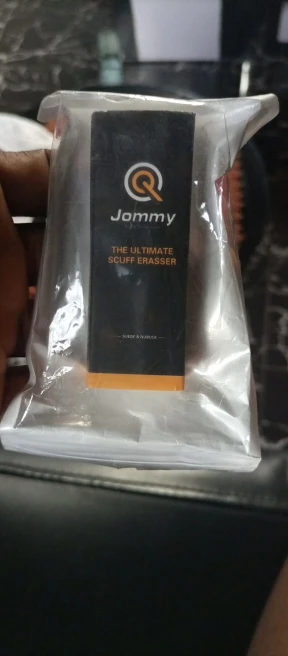 Jommy
THE ULTIMATE
SCUFF ERASSER